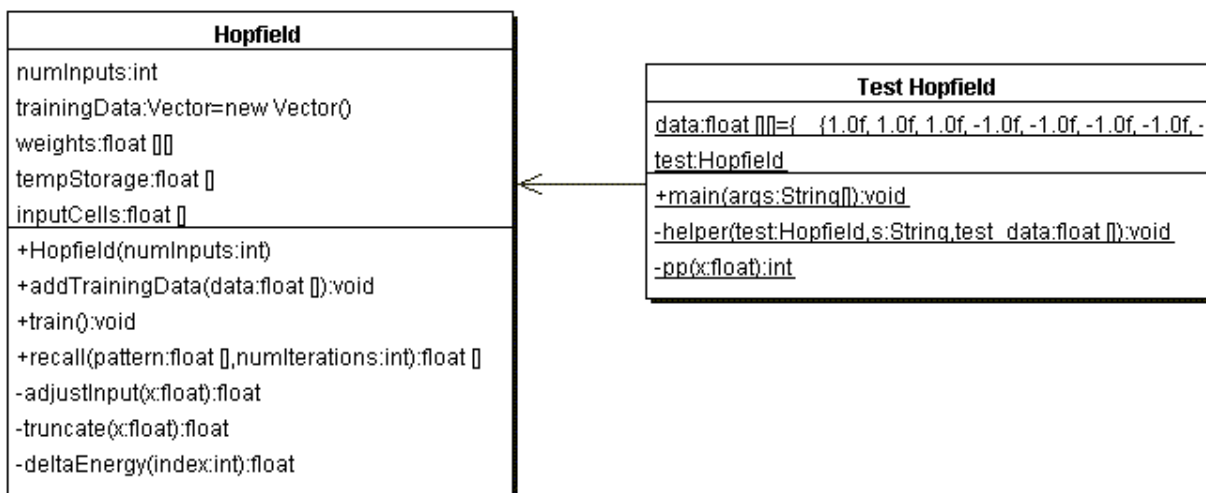 Hopfield
numInputs:int
trainingData:Vector=new Vector()
weights:float [][]
tempStorage:float []
inputCells:float []
+Hopfield(numInputs:int)
+addTrainingData(data:float []):void
+train():void
+recall(pattern:float [],numIterations:int):float []
-adjustInput(x:float):float
-truncate(x:float):float
-deltaEnergy(index:int):float
Test Hopfield
data:float [][]={ {1.0f, 1.0f, 1.0f, -1.0f, -1.0f, -1.0f, -1.0f, -
test:Hopfield
+main(args:String[]):void
-helper(test:Hopfield,s:String,test_data:float []):void
-pp(x:float):int